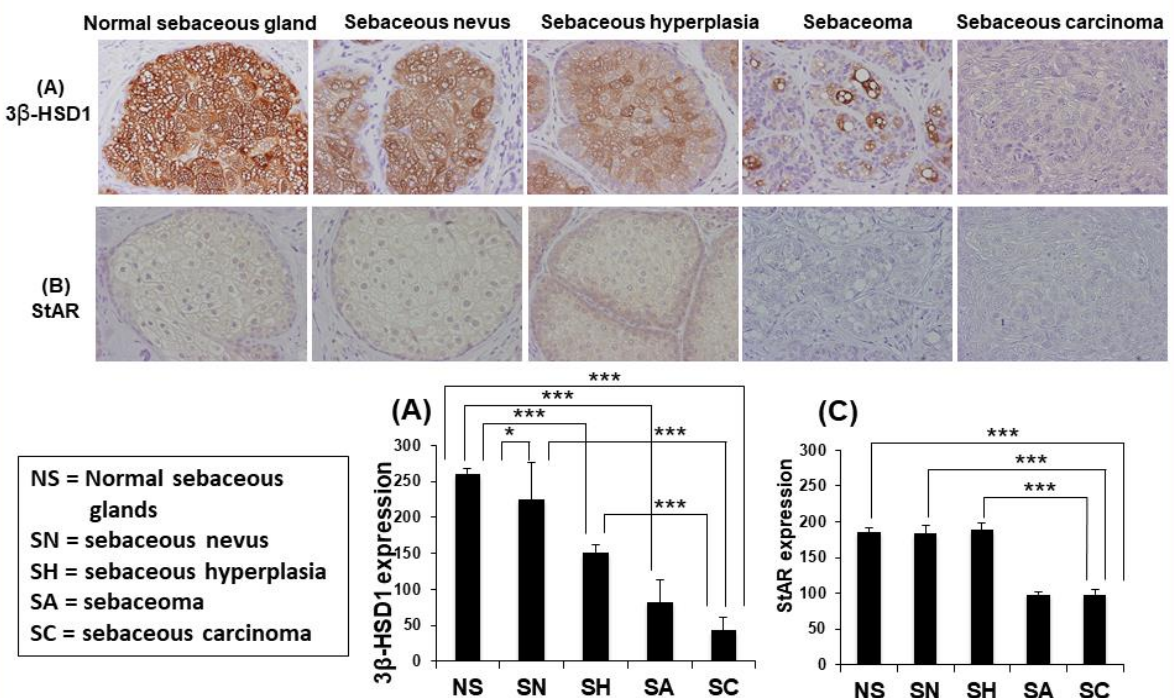 Normal sebaceous gland
Sebaceous nevus
Sebaceous hyperplasia
Sebaceoma
Sebaceous carcinoma
(A)
3β-HSD1
(B)
StAR
NS = Normal sebaceous
glands
SN = sebaceous nevus
SH = sebaceous hyperplasia
SA = sebaceoma
SC = sebaceous carcinoma
(A)
***
***
***
*
***
***
3β-HSD1 expression
300
250
200
150
100
50
0
NS SN SH SA SC
(C)
***
***
***
StAR expression
300
250
200
150
100
50
0
NS SN SH SA SC